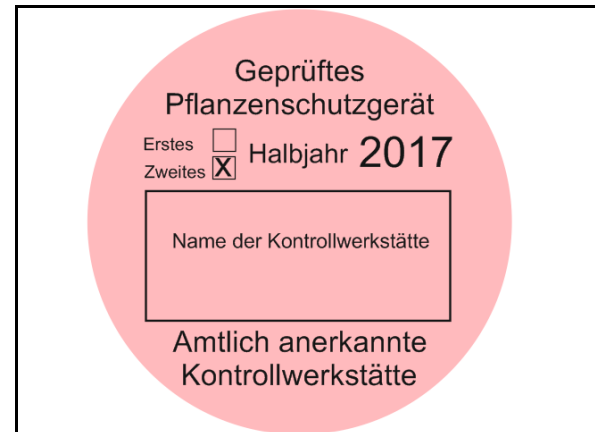 Geprüftes
Pflanzenschutzgerät
Erstes
Zweites X Halbjahr 2017
Name der Kontrollwerkstätte
Amtlich anerkannte
Kontrollwerkstätte